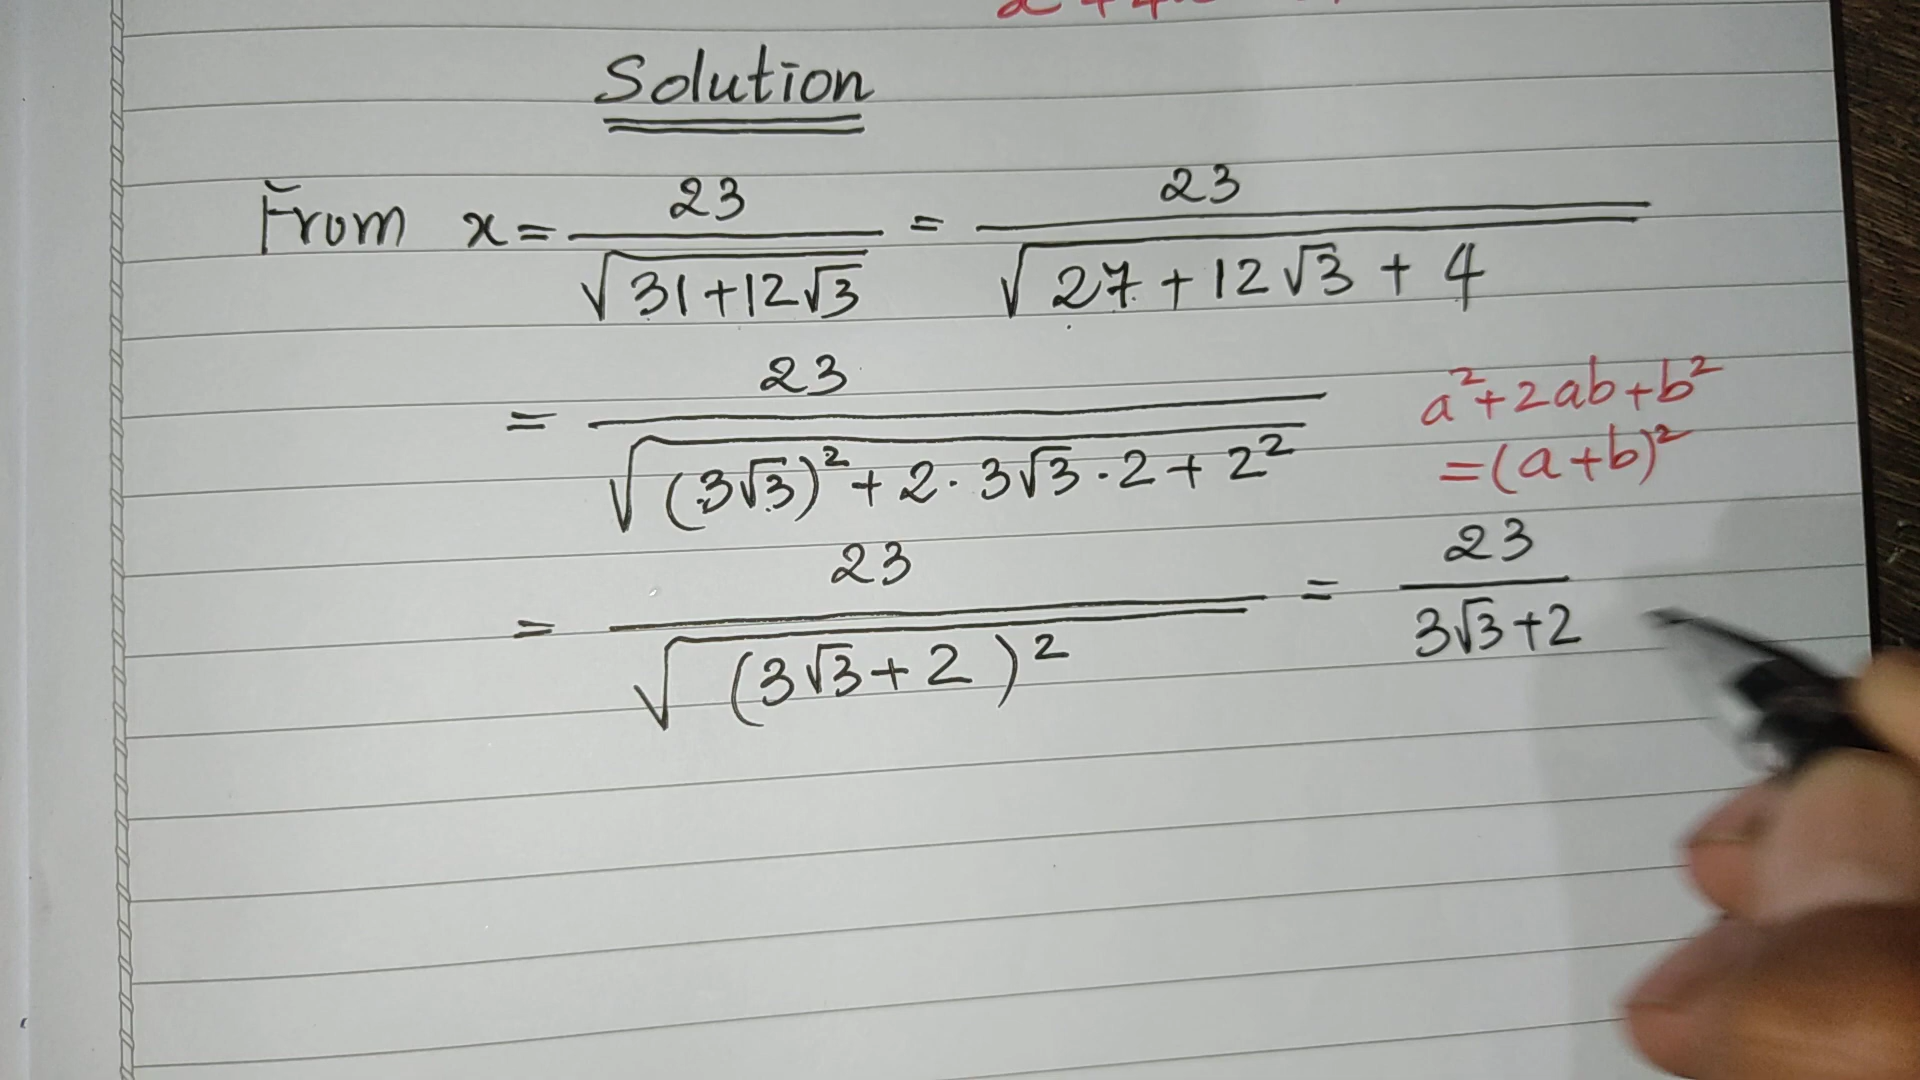 Solution
From x = 23/√(31+12√3) = 23/√(27+12√3+4)
= 23/√((3√3)²+2·3√3·2+2²)
a²+2ab+b²
=(a+b)²
= 23/√((3√3+2)²) = 23/(3√3+2)